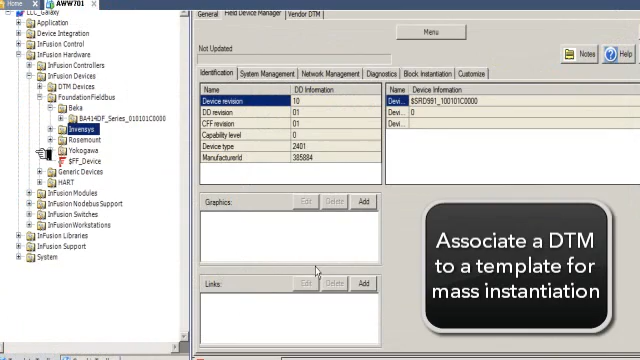 Home
AWW701
LLC_Galaxy
Application
Device Integration
InFusion Control
InFusion Hardware
InFusion Controllers
InFusion Devices
DTM Devices
FoundationFieldbus
Beka
BA414DF_Series_010101C0000
Invensys
Rosemount
Yokogawa
$FF_Device
Generic Devices
HART
InFusion Modules
InFusion Nodebus Support
InFusion Switches
InFusion Workstations
InFusion Libraries
InFusion Support
System
General Field Device Manager Vendor DTM
Menu
Not Updated
Notes Help
Identification System Management Network Management Diagnostics Block Instantiation Customize
Name DD Information
Device revision 10
DD revision 01
CFF revision 01
Capability level 0
Device type 2401
ManufacturerId 385884
Name Device Information
Devi... $SRD991_100101C0000
Devi... 0
Devi...
Graphics: Edit Delete Add
Links: Edit Delete Add
Associate a DTM
to a template for
mass instantiation